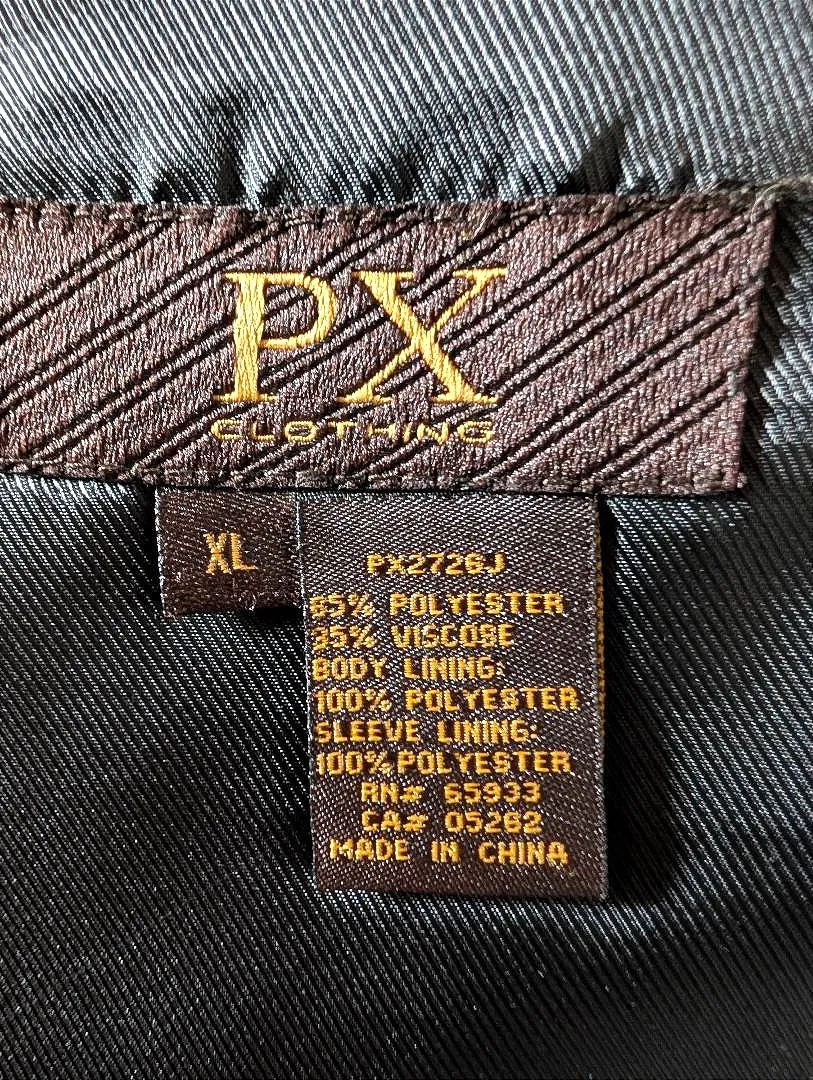 PX
CLOTHING
XL
PX2726J
65% POLYESTER
35% VISCOSE
BODY LINING:
100% POLYESTER
SLEEVE LINING:
100% POLYESTER
RN# 65933
CA# 05262
MADE IN CHINA